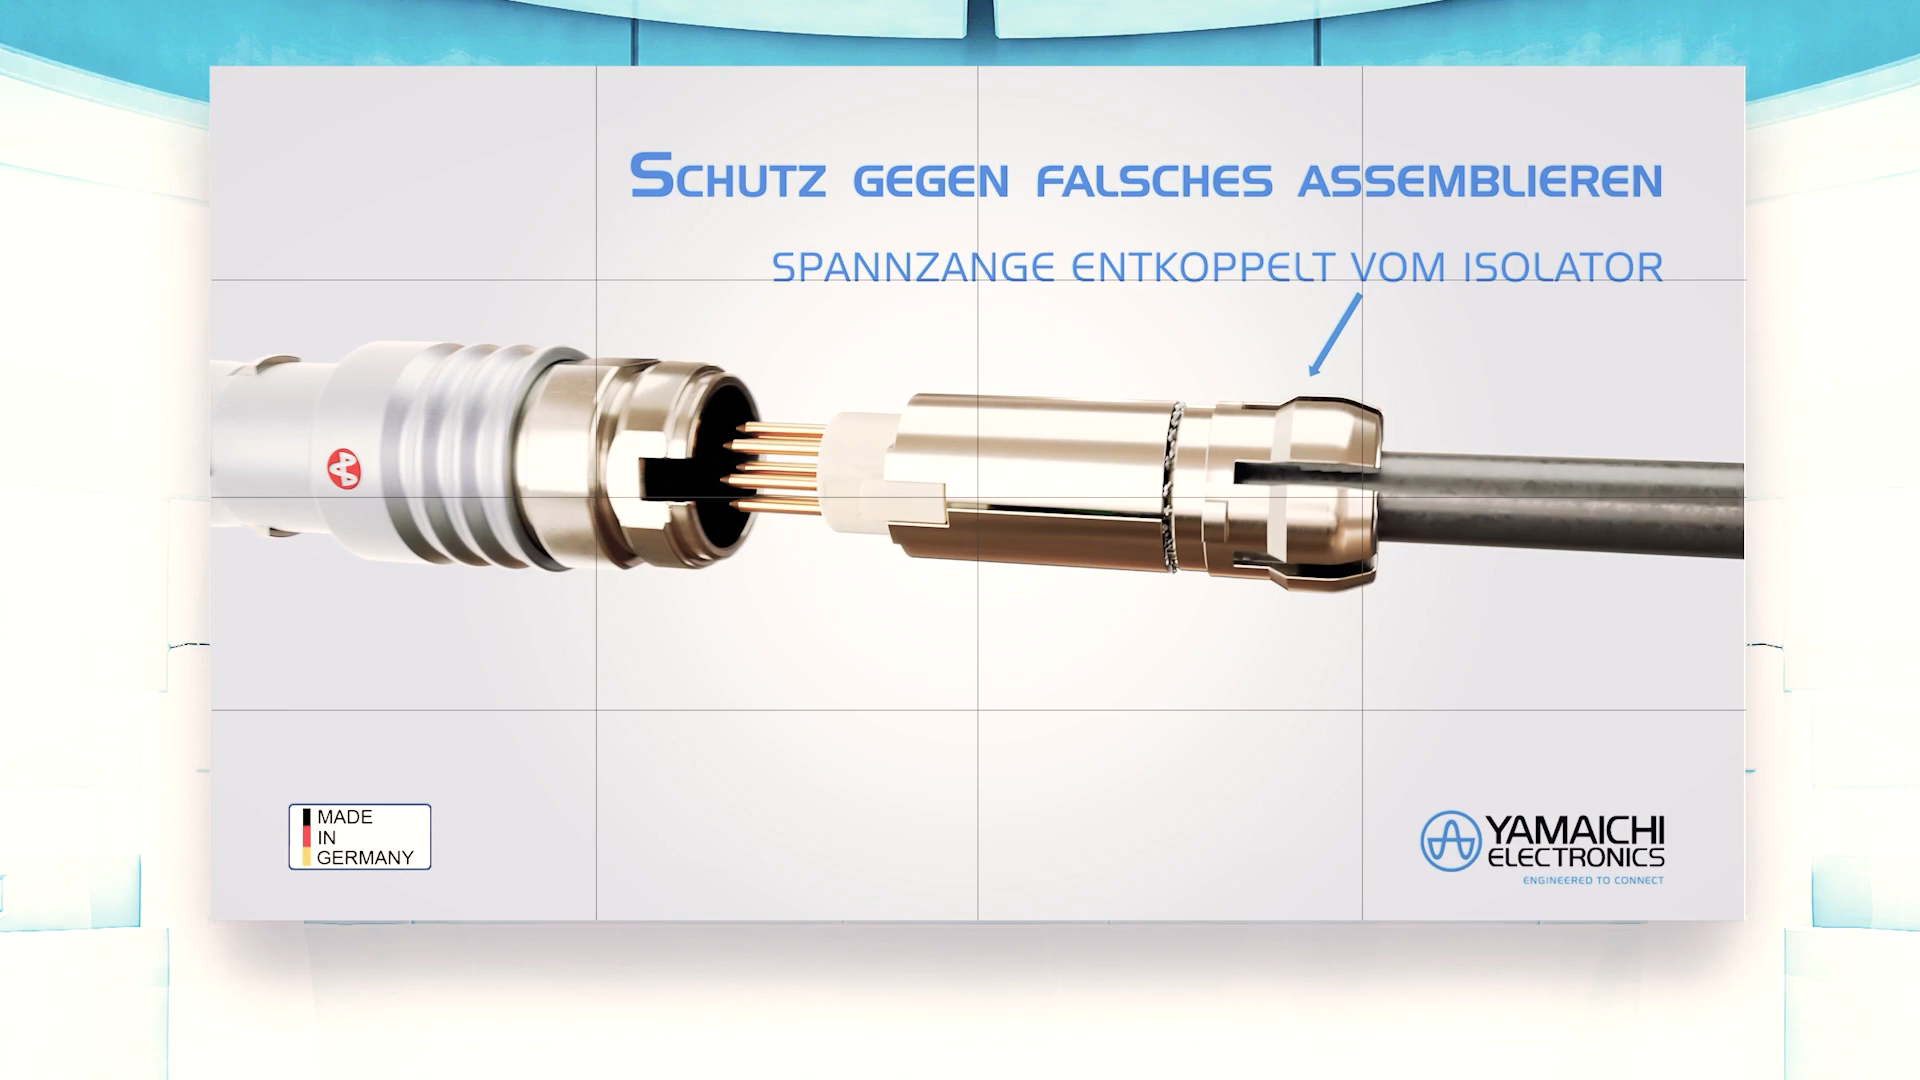 SCHUTZ GEGEN FALSCHES ASSEMBLIEREN
SPANNZANGE ENTKOPPELT VOM ISOLATOR
MADE
IN
GERMANY
YAMAICHI
ELECTRONICS
ENGINEERED TO CONNECT